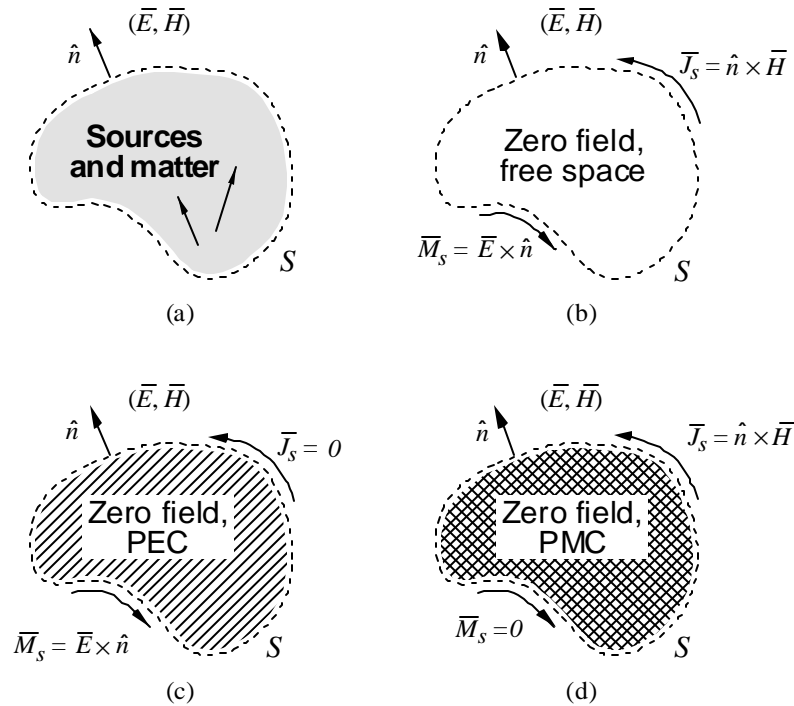 (E̅, H̅)
n̂
Sources
and matter
S
(a)
(E̅, H̅)
n̂
J̅ₛ = n̂ × H̅
Zero field,
free space
M̅ₛ = E̅ × n̂
S
(b)
(E̅, H̅)
n̂
J̅ₛ = 0
Zero field,
PEC
M̅ₛ = E̅ × n̂
S
(c)
(E̅, H̅)
n̂
J̅ₛ = n̂ × H̅
Zero field,
PMC
M̅ₛ = 0
S
(d)